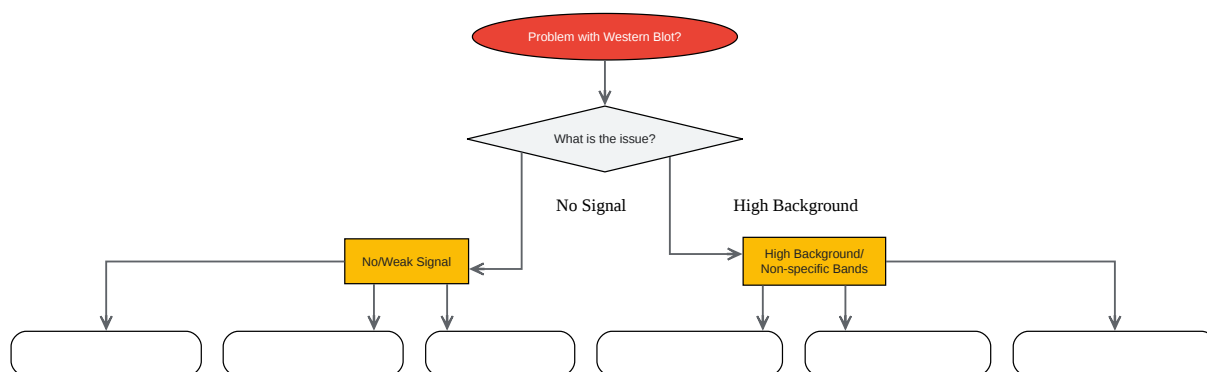 Problem with Western Blot?
What is the issue?
No Signal
High Background
No/Weak Signal
High Background/
Non-specific Bands